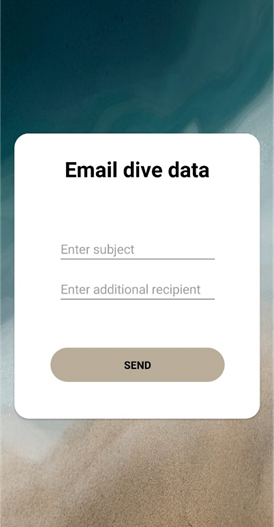 Email dive data
Enter subject
Enter additional recipient
SEND